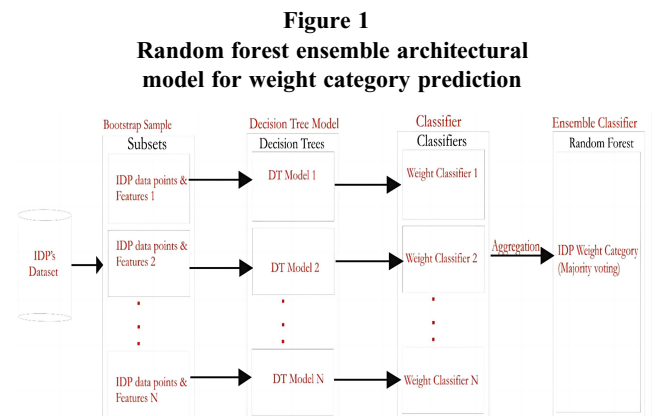 Figure 1
Random forest ensemble architectural
model for weight category prediction
Bootstrap Sample
Subsets
Decision Tree Model
Decision Trees
Classifier
Classifiers
Ensemble Classifier
Random Forest
IDP's
Dataset
IDP data points &
Features 1
DT Model 1
Weight Classifier 1
IDP data points &
Features 2
DT Model 2
Weight Classifier 2
Aggregation
IDP Weight Category
(Majority voting)
IDP data points &
Features N
DT Model N
Weight Classifier N